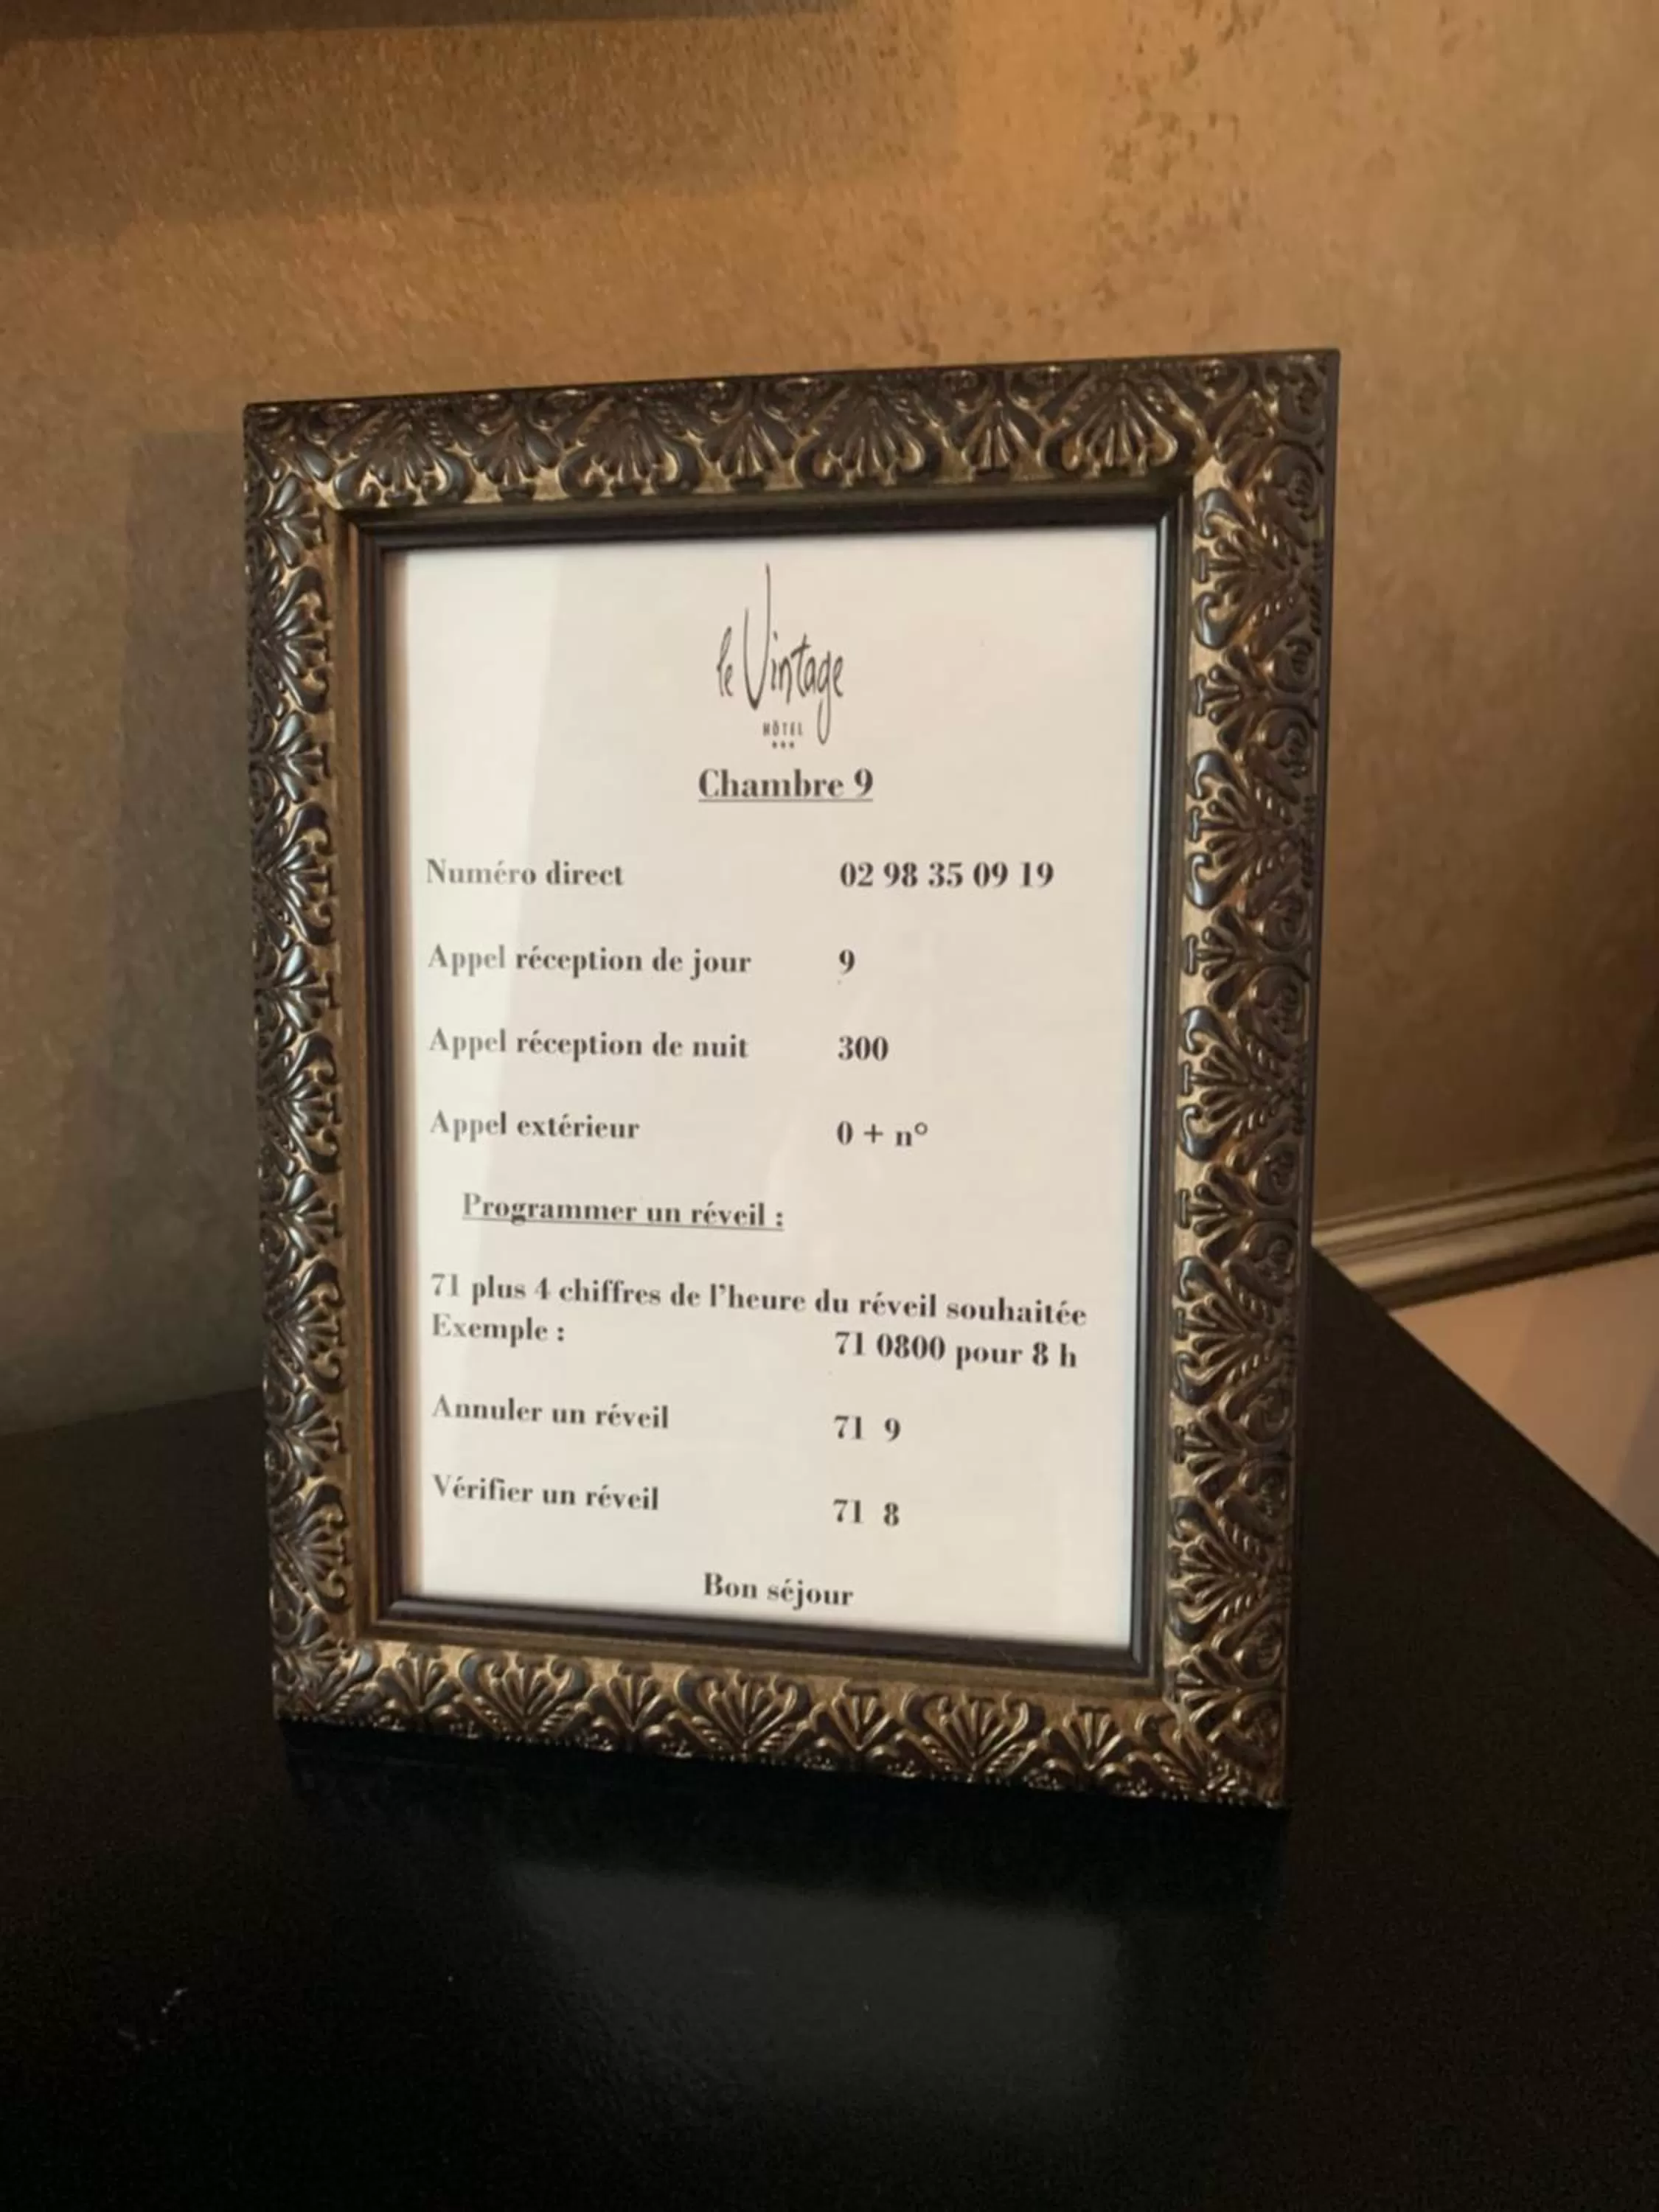 le Vintage
HÔTEL
***
Chambre 9
Numéro direct 02 98 35 09 19
Appel réception de jour 9
Appel réception de nuit 300
Appel extérieur 0 + n°
Programmer un réveil :
71 plus 4 chiffres de l'heure du réveil souhaitée
Exemple : 71 0800 pour 8 h
Annuler un réveil 71 9
Vérifier un réveil 71 8
Bon séjour